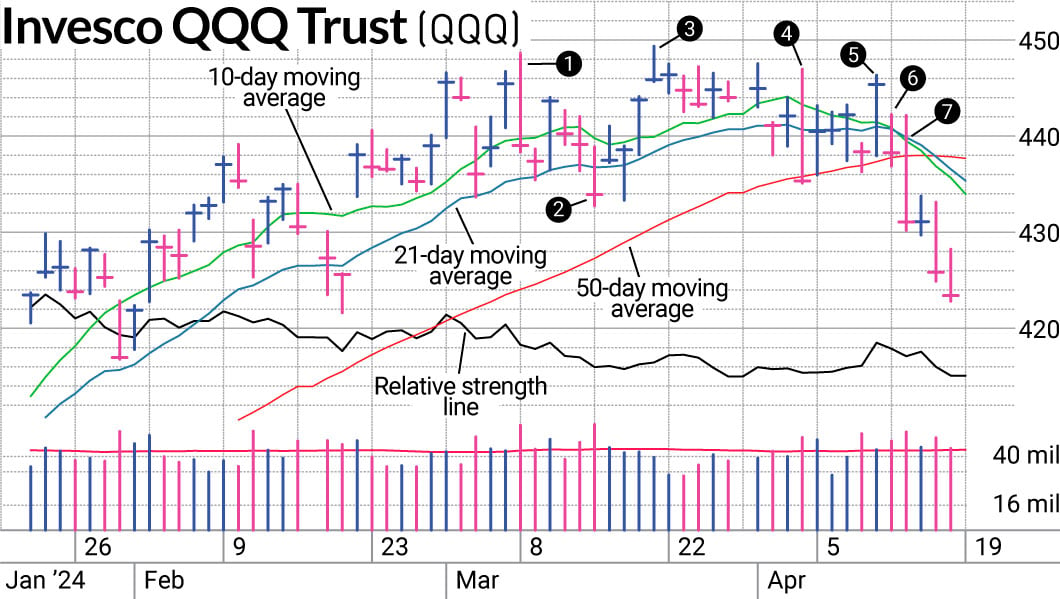 Invesco QQQ Trust (QQQ)
450
440
430
420
40 mil
16 mil
10-day moving
average
21-day moving
average
50-day moving
average
Relative strength
line
1
2
3
4
5
6
7
26
9
23
8
22
5
19
Jan ’24
Feb
Mar
Apr